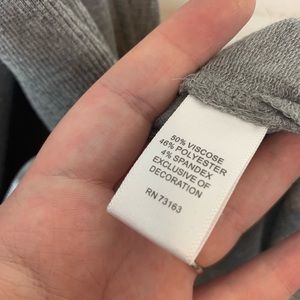 50% VISCOSE
46% POLYESTER
4% SPANDEX
EXCLUSIVE OF
DECORATION
RN 73163